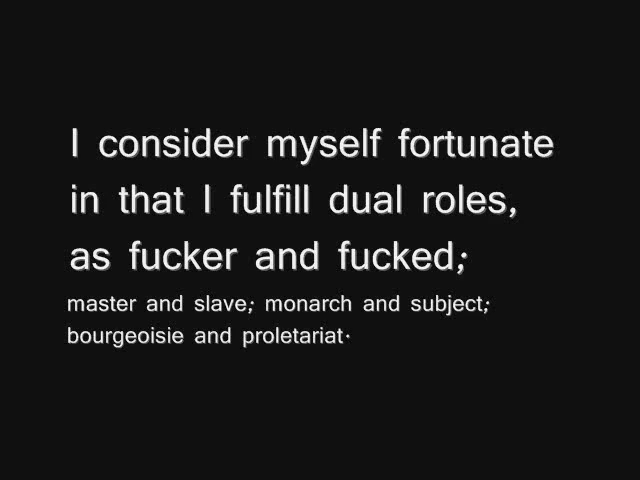 I consider myself fortunate
in that I fulfill dual roles,
as fucker and fucked;
master and slave; monarch and subject;
bourgeoisie and proletariat·